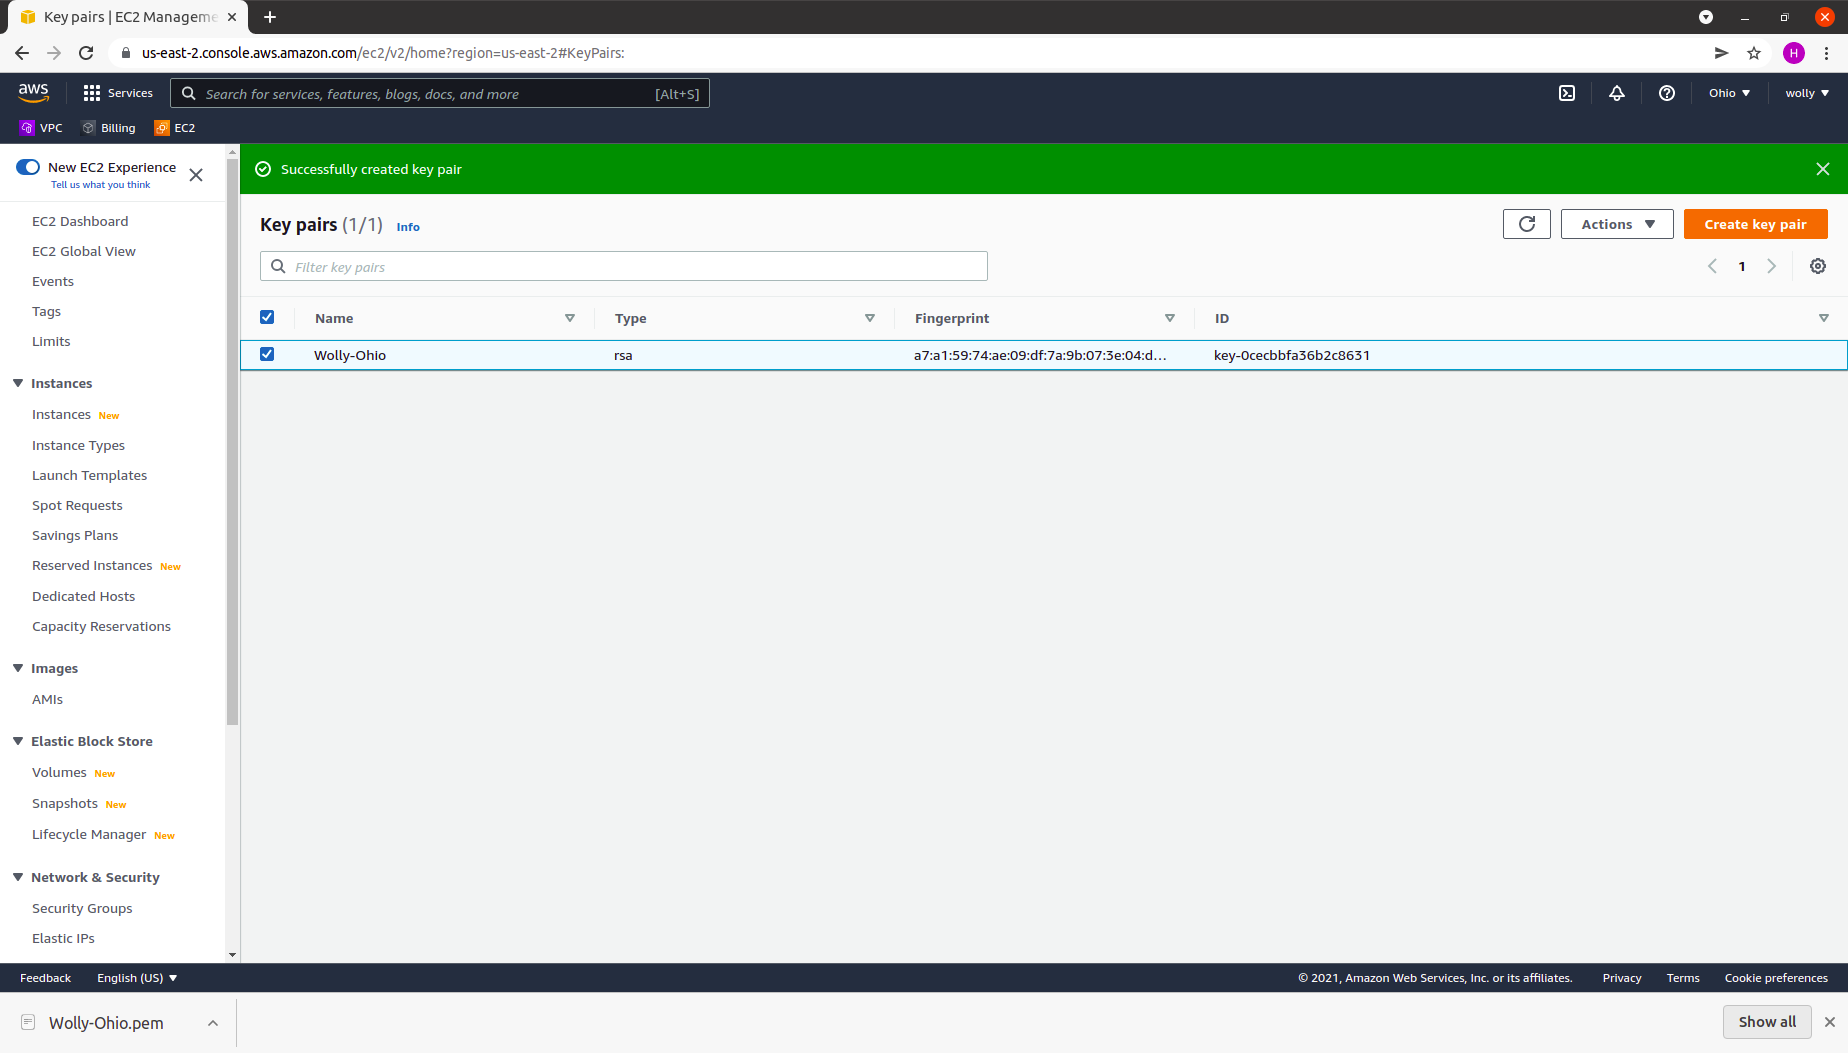 Key pairs | EC2 Manageme
us-east-2.console.aws.amazon.com/ec2/v2/home?region=us-east-2#KeyPairs:
H
aws
Services
Search for services, features, blogs, docs, and more
[Alt+S]
Ohio
wolly
VPC
Billing
EC2
New EC2 Experience
Tell us what you think
EC2 Dashboard
EC2 Global View
Events
Tags
Limits
Instances
Instances New
Instance Types
Launch Templates
Spot Requests
Savings Plans
Reserved Instances New
Dedicated Hosts
Capacity Reservations
Images
AMIs
Elastic Block Store
Volumes New
Snapshots New
Lifecycle Manager New
Network & Security
Security Groups
Elastic IPs
Successfully created key pair
Key pairs (1/1) Info
Actions
Create key pair
Filter key pairs
1
Name Type Fingerprint ID
Wolly-Ohio rsa a7:a1:59:74:ae:09:df:7a:9b:07:3e:04:d... key-0cecbbfa36b2c8631
Feedback English (US)
© 2021, Amazon Web Services, Inc. or its affiliates. Privacy Terms Cookie preferences
Wolly-Ohio.pem
Show all